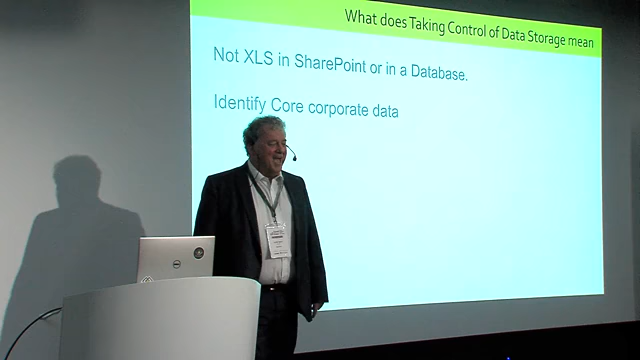 What does Taking Control of Data Storage mean
Not XLS in SharePoint or in a Database.
Identify Core corporate data
DELL